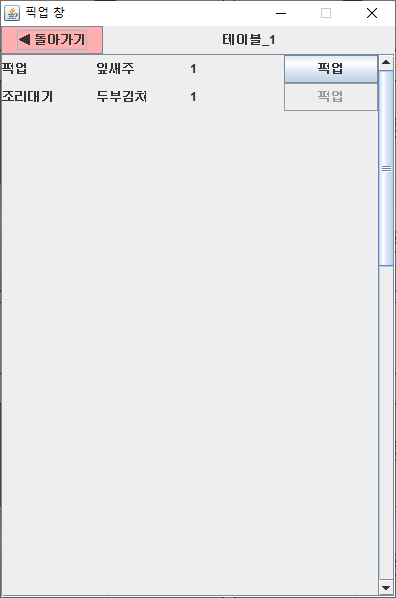 픽업 창
◀ 돌아가기 테이블_1
픽업 잎새주 1 픽업
조리대기 두부김치 1 픽업